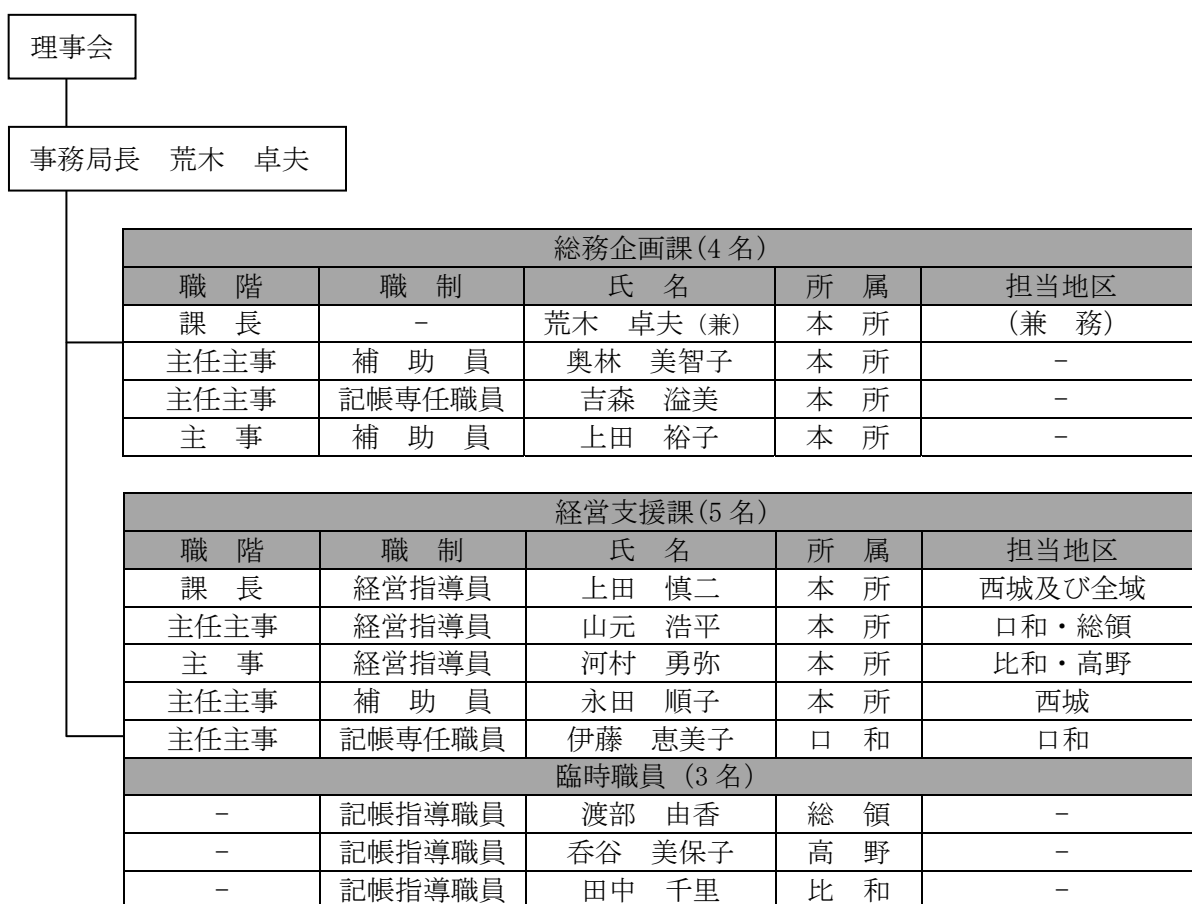 理事会
事務局長 荒木 卓夫
総務企画課(4名)
職 階 職 制 氏 名 所 属 担当地区
課 長 - 荒木 卓夫(兼) 本 所 (兼 務)
主任主事 補 助 員 奥林 美智子 本 所 -
主任主事 記帳専任職員 吉森 溢美 本 所 -
主 事 補 助 員 上田 裕子 本 所 -
経営支援課(5名)
職 階 職 制 氏 名 所 属 担当地区
課 長 経営指導員 上田 慎二 本 所 西城及び全域
主任主事 経営指導員 山元 浩平 本 所 口和・総領
主 事 経営指導員 河村 勇弥 本 所 比和・高野
主任主事 補 助 員 永田 順子 本 所 西城
主任主事 記帳専任職員 伊藤 恵美子 口 和 口和
臨時職員 (3名)
- 記帳指導職員 渡部 由香 総 領 -
- 記帳指導職員 呑谷 美保子 高 野 -
- 記帳指導職員 田中 千里 比 和 -